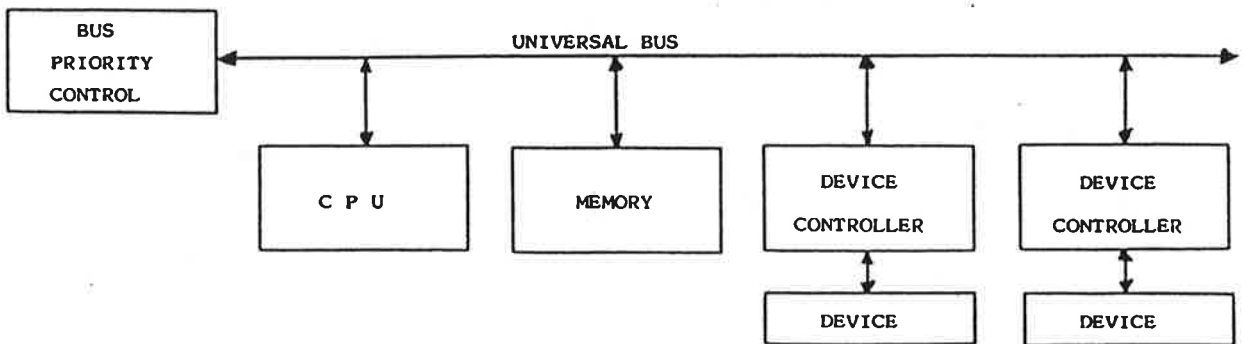 BUS
PRIORITY
CONTROL
UNIVERSAL BUS
C P U
MEMORY
DEVICE
CONTROLLER
DEVICE
CONTROLLER
DEVICE
DEVICE